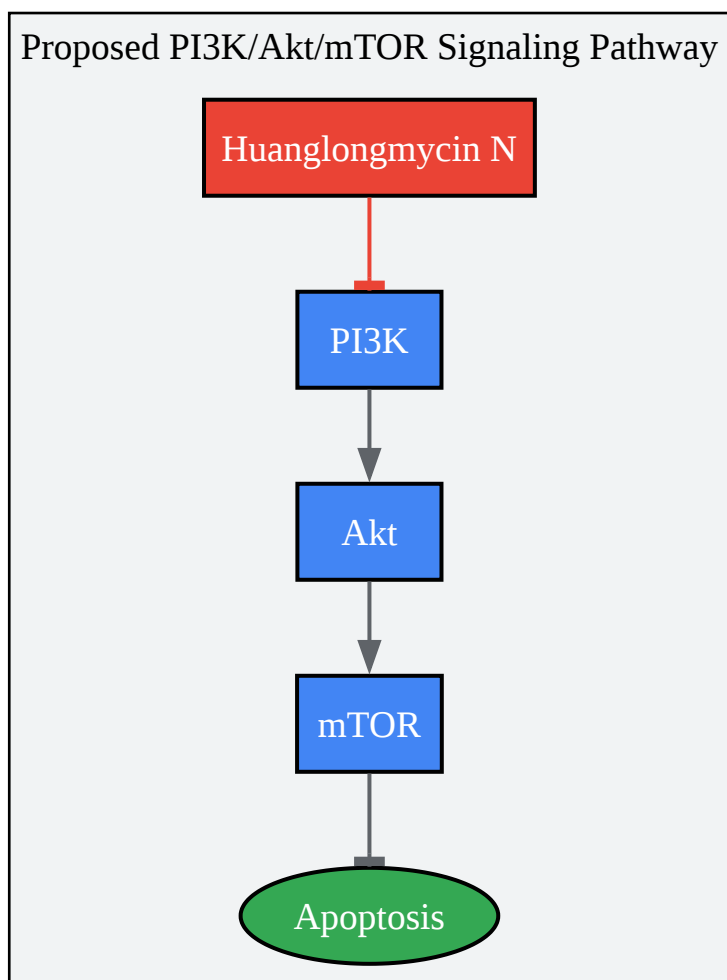 Proposed PI3K/Akt/mTOR Signaling Pathway
Huanglongmycin N
PI3K
Akt
mTOR
Apoptosis